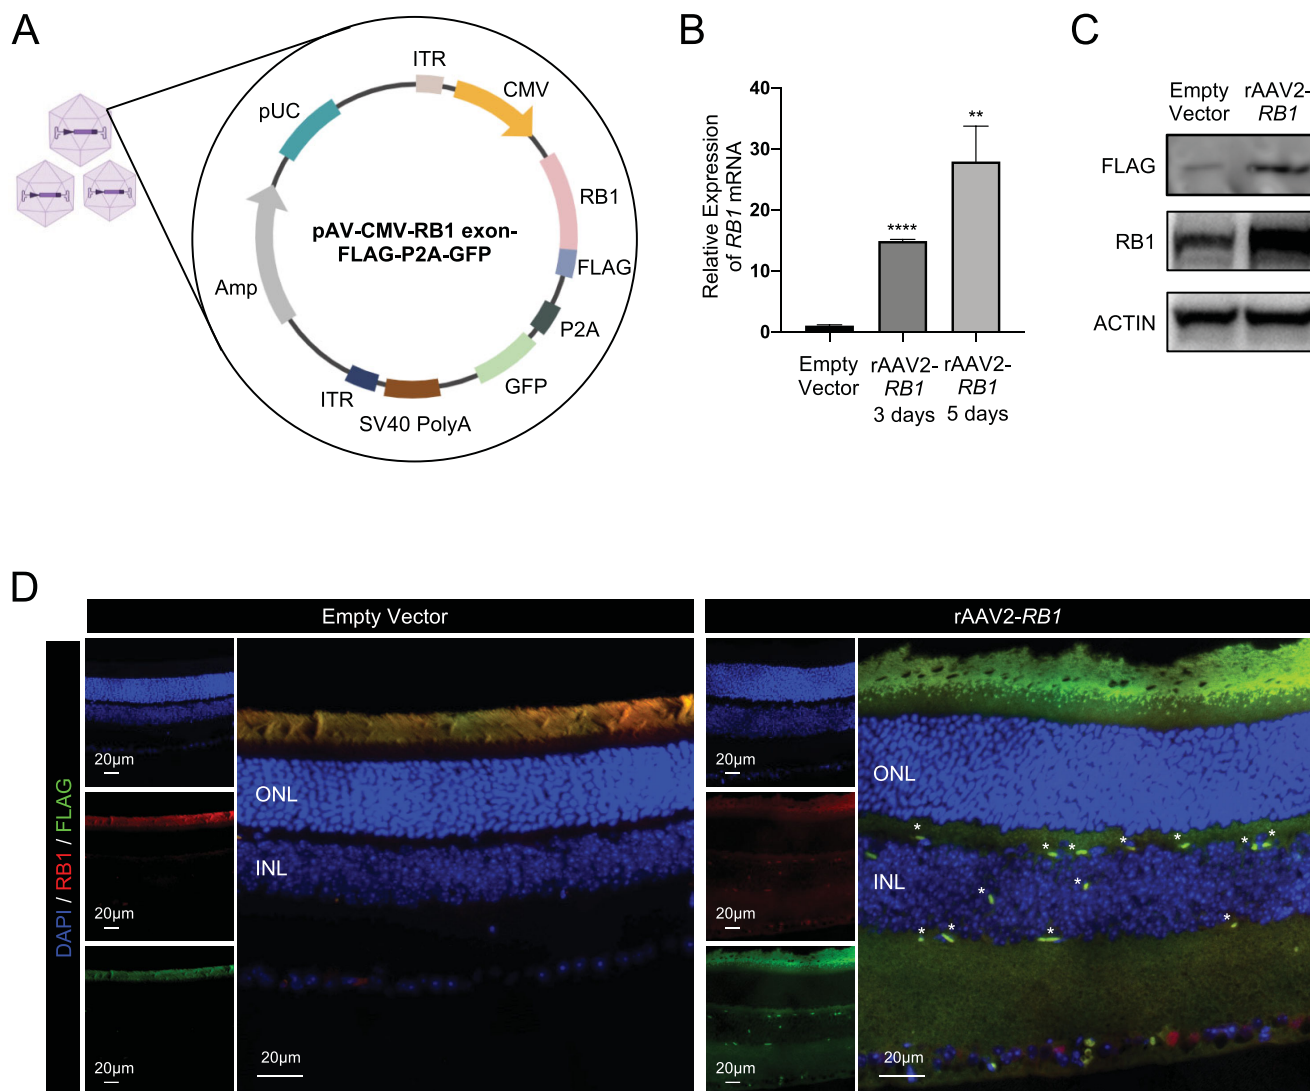 A
ITR
CMV
pUC
RB1
pAV-CMV-RB1 exon-
FLAG-P2A-GFP
FLAG
Amp
P2A
GFP
ITR
SV40 PolyA
B
Relative Expression
of RB1 mRNA
40
30
20
10
0
****
**
Empty
Vector
rAAV2-
RB1
3 days
rAAV2-
RB1
5 days
C
Empty
Vector
rAAV2-
RB1
FLAG
RB1
ACTIN
D
Empty Vector
rAAV2-RB1
DAPI / RB1 / FLAG
20µm
20µm
20µm
ONL
INL
20µm
20µm
20µm
20µm
ONL
INL
* * * * * * *
* *
* * * *
20µm